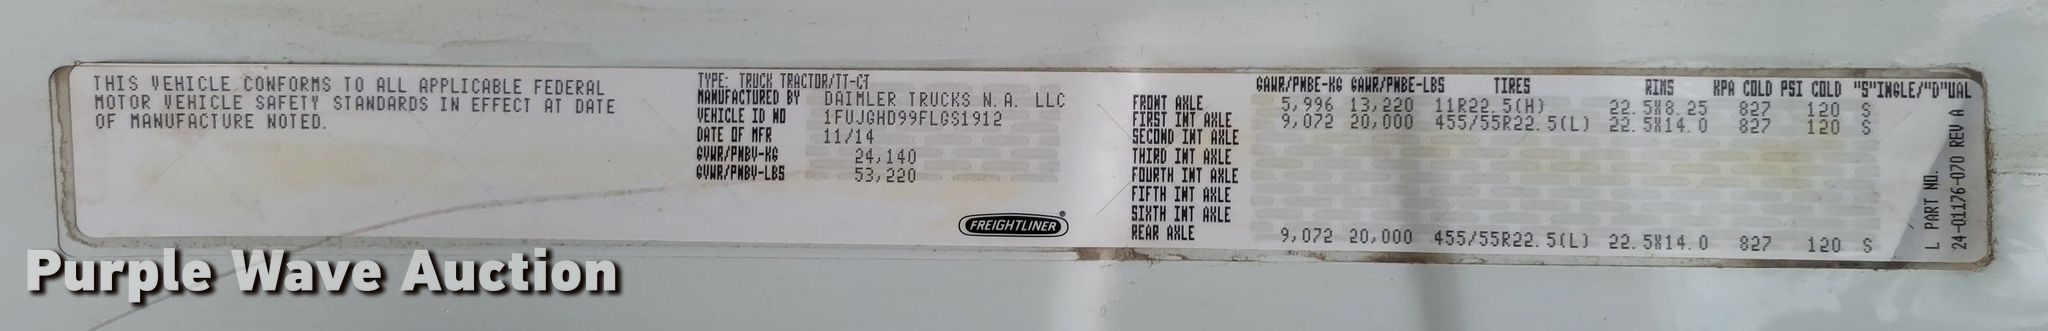 THIS VEHICLE CONFORMS TO ALL APPLICABLE FEDERAL
MOTOR VEHICLE SAFETY STANDARDS IN EFFECT AT DATE
OF MANUFACTURE NOTED.
TYPE: TRUCK TRACTOR/TT-CT
MANUFACTURED BY DAIMLER TRUCKS N.A. LLC
VEHICLE ID NO 1FUJGHD99FLGS1912
DATE OF MFR 11/14
GVWR/PNBV-KG 24,140
GVWR/PNBV-LBS 53,220
FREIGHTLINER®
GAWR/PNBE-KG GAWR/PNBE-LBS TIRES RIMS KPA COLD PSI COLD "S"INGLE/"D"UAL
FRONT AXLE 5,996 13,220 11R22.5(H) 22.5X8.25 827 120 S
FIRST INT AXLE 9,072 20,000 455/55R22.5(L) 22.5X14.0 827 120 S
SECOND INT AXLE
THIRD INT AXLE
FOURTH INT AXLE
FIFTH INT AXLE
SIXTH INT AXLE
REAR AXLE 9,072 20,000 455/55R22.5(L) 22.5X14.0 827 120 S
L PART NO.
24-01176-070 REV A
Purple Wave Auction